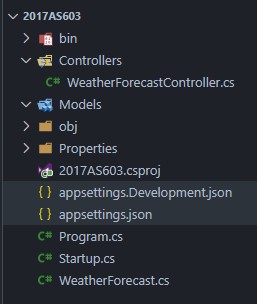 2017AS603
bin
Controllers
C# WeatherForecastController.cs
Models
obj
Properties
2017AS603.csproj
{ } appsettings.Development.json
{ } appsettings.json
C# Program.cs
C# Startup.cs
C# WeatherForecast.cs